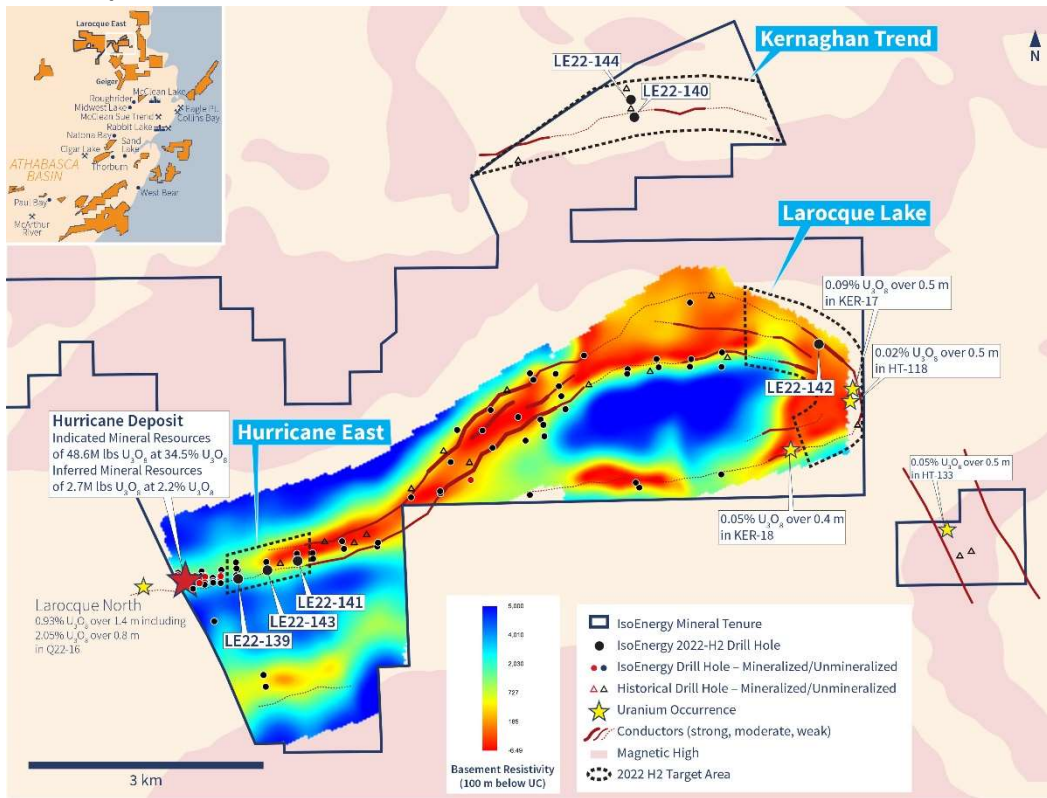 Larocque East
Geiger
McClean Lake
Roughrider
Midwest Lake
McClean Sue Trend
Eagle Pt.
Collins Bay
Rabbit Lake
Natona Bay
Sand
Lake
Cigar Lake
Thorburn
ATHABASCA
BASIN
West Bear
Paul Bay
McArthur
River
Kernaghan Trend
N
LE22-144
LE22-140
Larocque Lake
0.09% U3O8 over 0.5 m
in KER-17
0.02% U3O8 over 0.5 m
in HT-118
LE22-142
Hurricane Deposit
Indicated Mineral Resources
of 48.6M lbs U3O8 at 34.5% U3O8
Inferred Mineral Resources
of 2.7M lbs U3O8 at 2.2% U3O8
Hurricane East
0.05% U3O8 over 0.5 m
in HT-133
0.05% U3O8 over 0.4 m
in KER-18
Larocque North
0.93% U3O8 over 1.4 m including
2.05% U3O8 over 0.8 m
in Q22-16
LE22-141
LE22-143
LE22-139
5,000
4,010
2,030
727
185
-6.49
Basement Resistivity
(100 m below UC)
IsoEnergy Mineral Tenure
IsoEnergy 2022-H2 Drill Hole
IsoEnergy Drill Hole – Mineralized/Unmineralized
Historical Drill Hole – Mineralized/Unmineralized
Uranium Occurrence
Conductors (strong, moderate, weak)
Magnetic High
2022 H2 Target Area
3 km